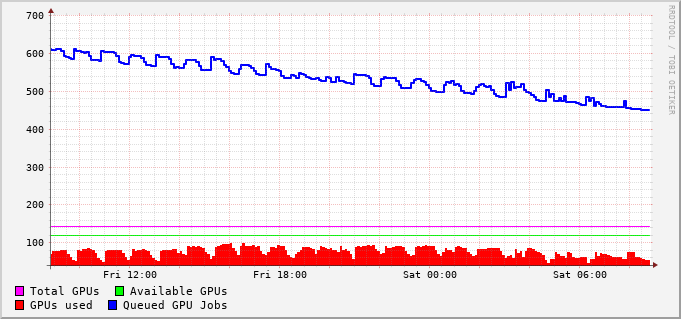 700
600
500
400
300
200
100
Fri 12:00 Fri 18:00 Sat 00:00 Sat 06:00
Total GPUs Available GPUs
GPUs used Queued GPU Jobs
RRDTOOL / TOBI OETIKER